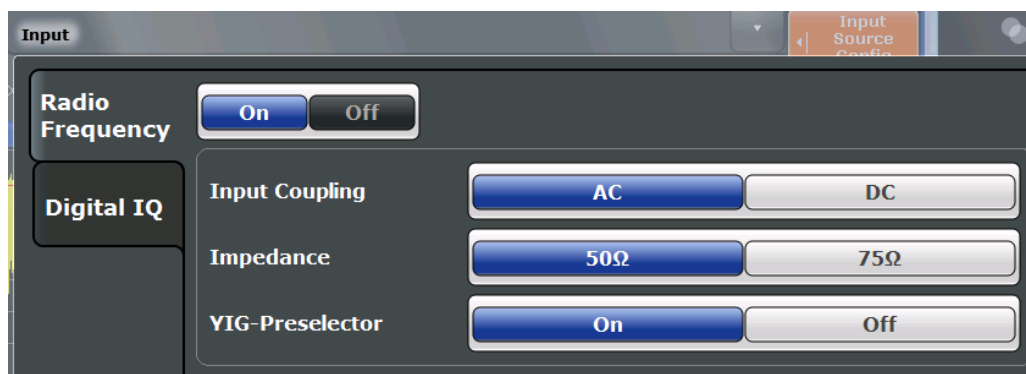 Input
Input
Source
Config
Radio
Frequency
On Off
Digital IQ
Input Coupling AC DC
Impedance 50Ω 75Ω
YIG-Preselector On Off